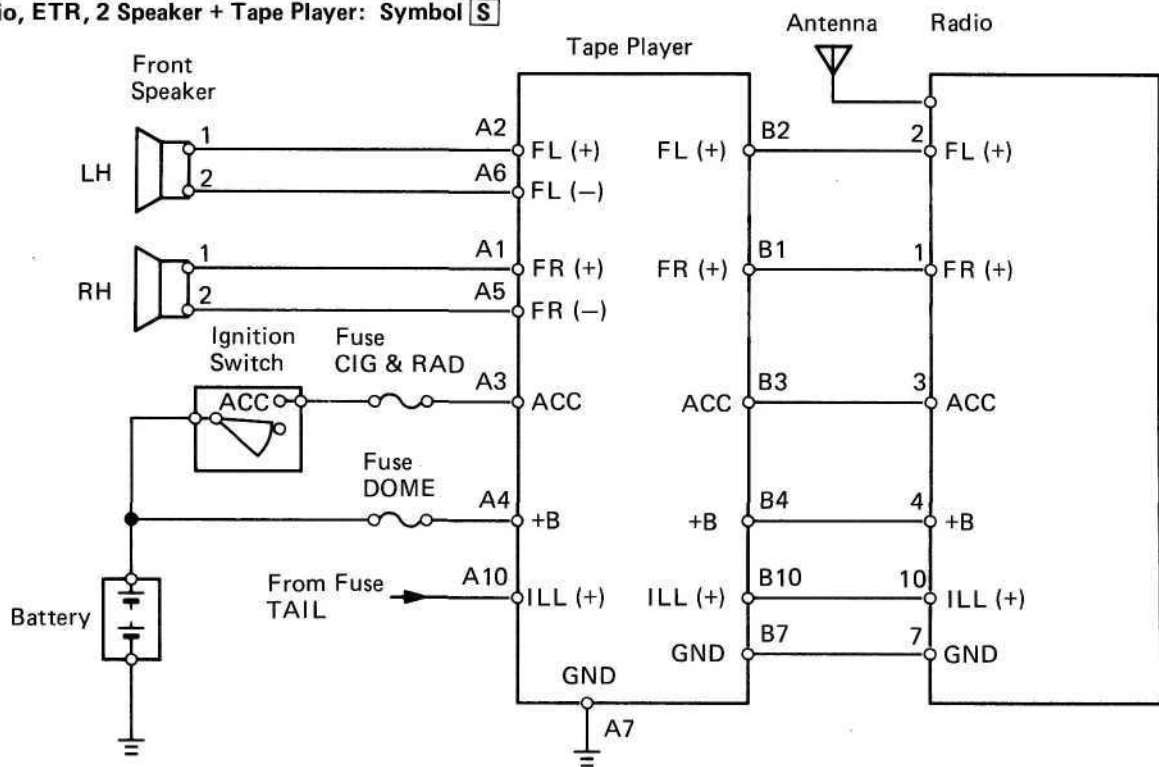 io, ETR, 2 Speaker + Tape Player: Symbol S
Antenna
Radio
Tape Player
Front
Speaker
LH
1
2
A2
A6
FL (+)
FL (—)
FL (+)
B2
2
FL (+)
RH
1
2
A1
A5
FR (+)
FR (—)
FR (+)
B1
1
FR (+)
Ignition
Switch
ACC
Fuse
CIG & RAD
A3
ACC
ACC
B3
3
ACC
Fuse
DOME
A4
+B
+B
B4
4
+B
Battery
From Fuse
TAIL
A10
ILL (+)
ILL (+)
B10
10
ILL (+)
GND
B7
7
GND
GND
A7